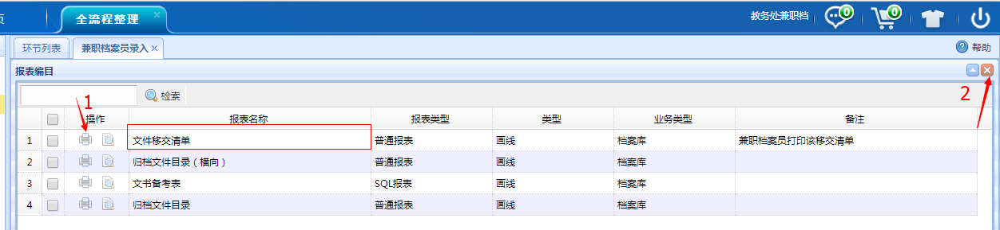 页 全流程整理 教务处兼职档 0 0
环节列表 兼职档案员录入 帮助
报表编目
检索
1 2
操作 报表名称 报表类型 类型 业务类型 备注
1 文件移交清单 普通报表 画线 档案库 兼职档案员打印该移交清单
2 归档文件目录（横向） 普通报表 画线 档案库
3 文书备考表 SQL报表 画线 档案库
4 归档文件目录 普通报表 画线 档案库